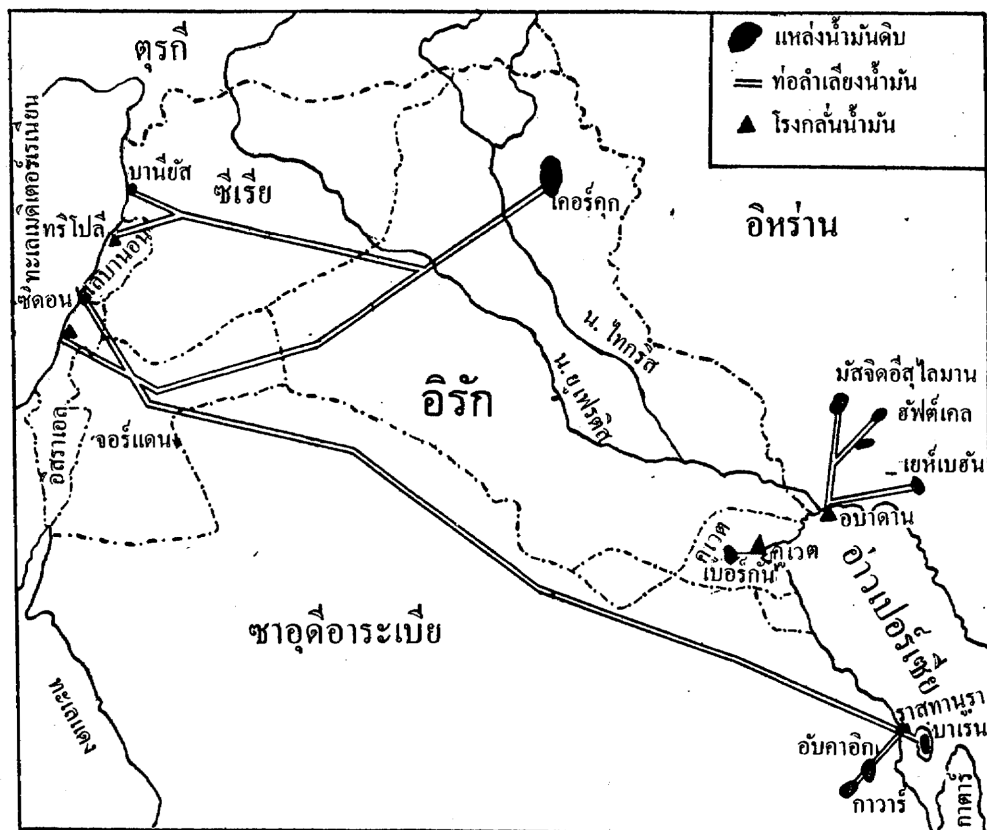 ตุรกี
แหล่งน้ำมันดิบ
ท่อลำเลียงน้ำมัน
โรงกลั่นน้ำมัน
ทะเลเมดิเตอร์เรเนียน
บานียัส
ซีเรีย
เคอร์คุก
อิหร่าน
ทริโปลี
เลบานอน
ซีดอน
น. ไทกริส
น. ยูเฟรติส
อิรัก
มัสจิดอีสุไลมาน
ฮัฟต์เคล
เยห์เบฮัน
อิสราเอล
จอร์แดน
อบาดาน
คูเวต
คูเวต
เบอร์กัน
อ่าวเปอร์เซีย
ซาอุดีอาระเบีย
ทะเลแดง
ราสทานูรา
บาเรน
อับคาอิก
กาวาร์
กาตาร์